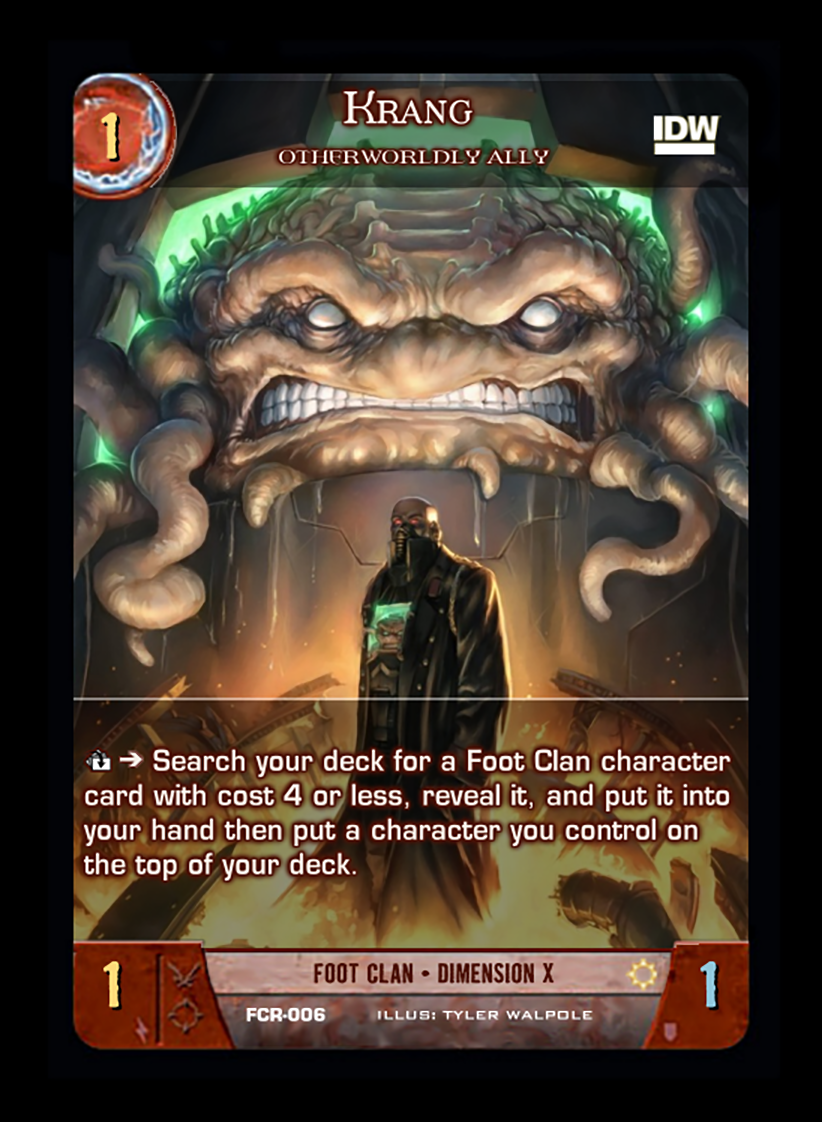 1
Krang
IDW
OTHERWORLDLY ALLY
→ Search your deck for a Foot Clan character
card with cost 4 or less, reveal it, and put it into
your hand then put a character you control on
the top of your deck.
1
FOOT CLAN • DIMENSION X
1
FCR-006 ILLUS: TYLER WALPOLE